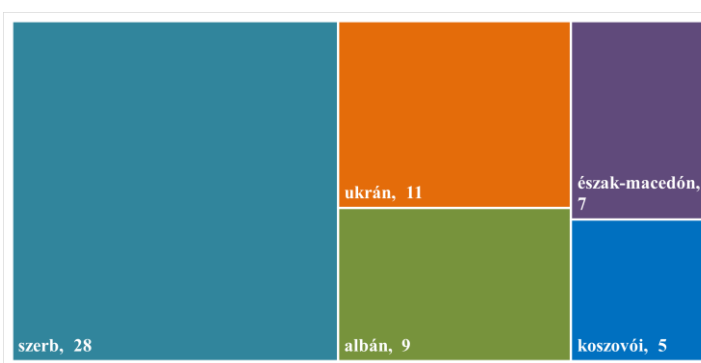 szerb,  28
ukrán,  11
albán,  9
észak-macedón,
7
koszovói,  5